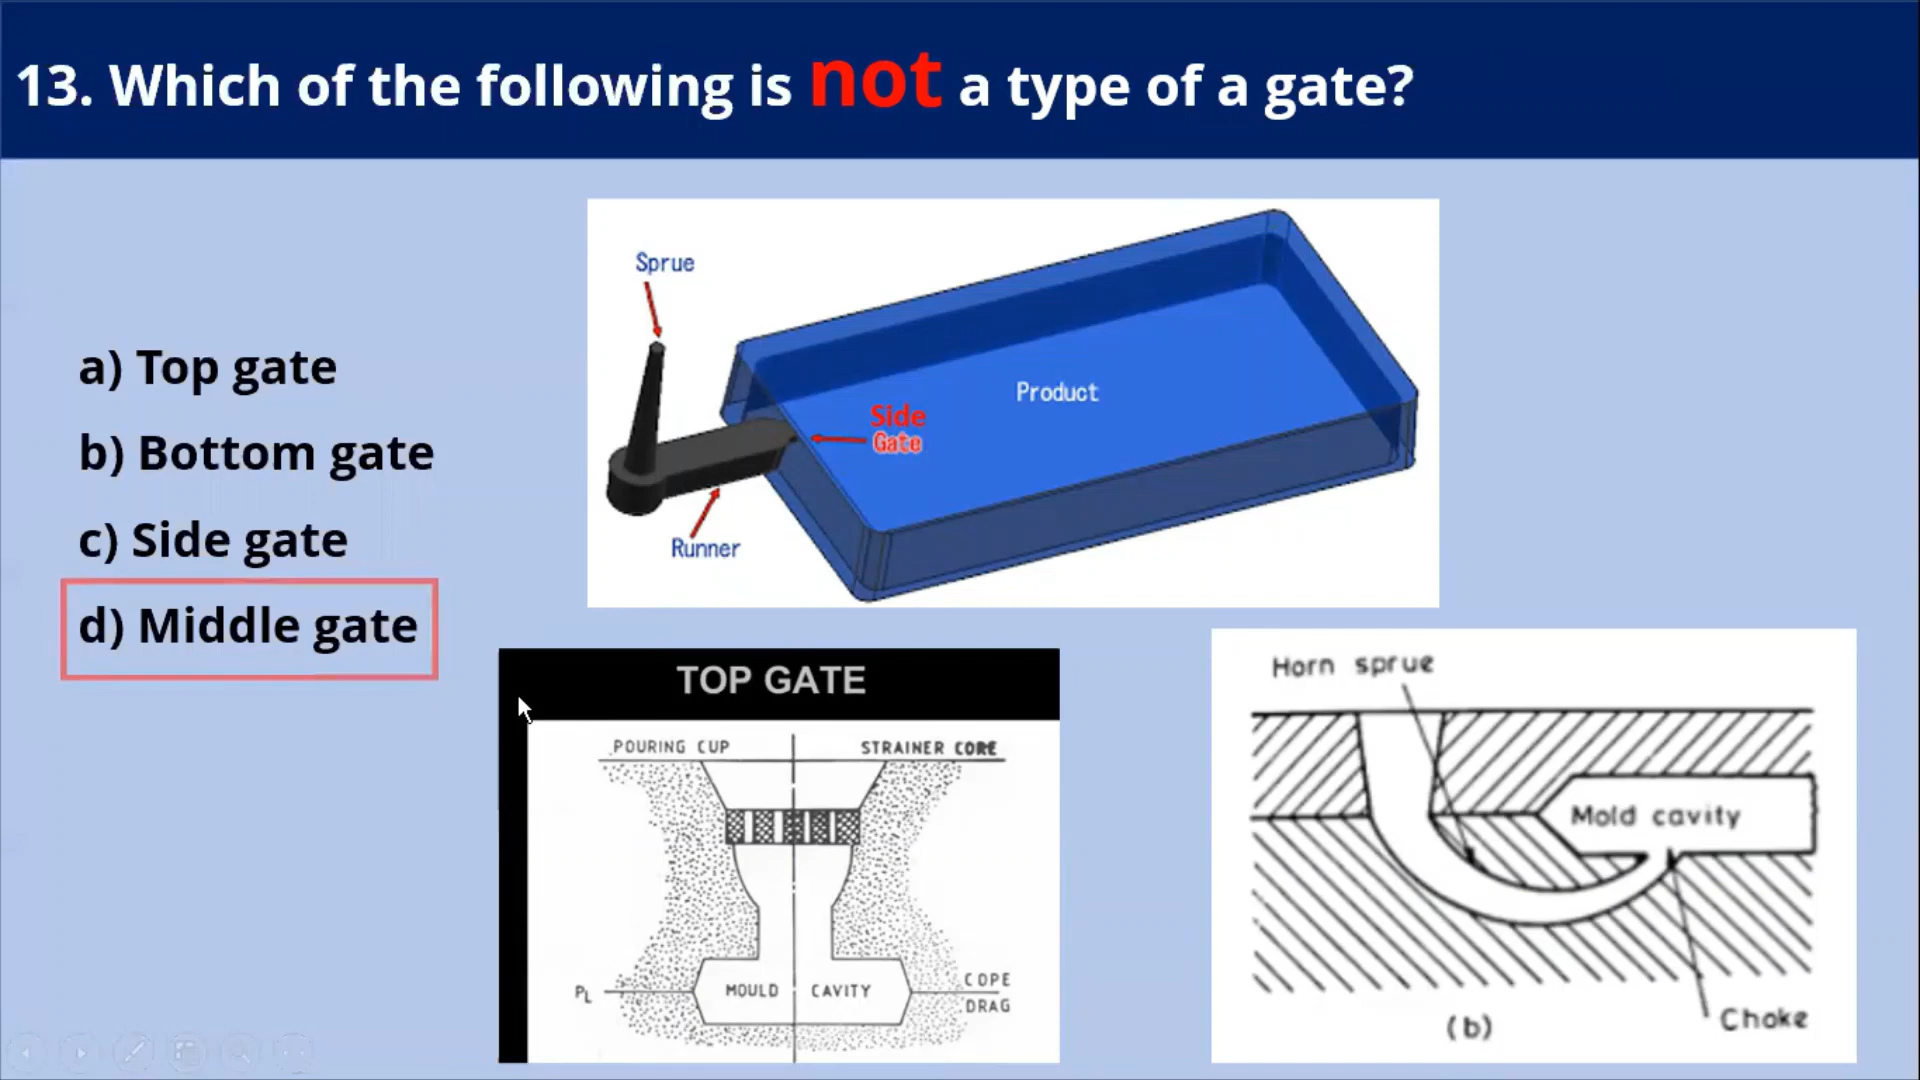 13. Which of the following is not a type of a gate?
a) Top gate
b) Bottom gate
c) Side gate
d) Middle gate
Sprue
Product
Side
Gate
Runner
TOP GATE
POURING CUP
STRAINER CORE
PL
MOULD CAVITY
COPE
DRAG
Horn sprue
Mold cavity
Choke
(b)